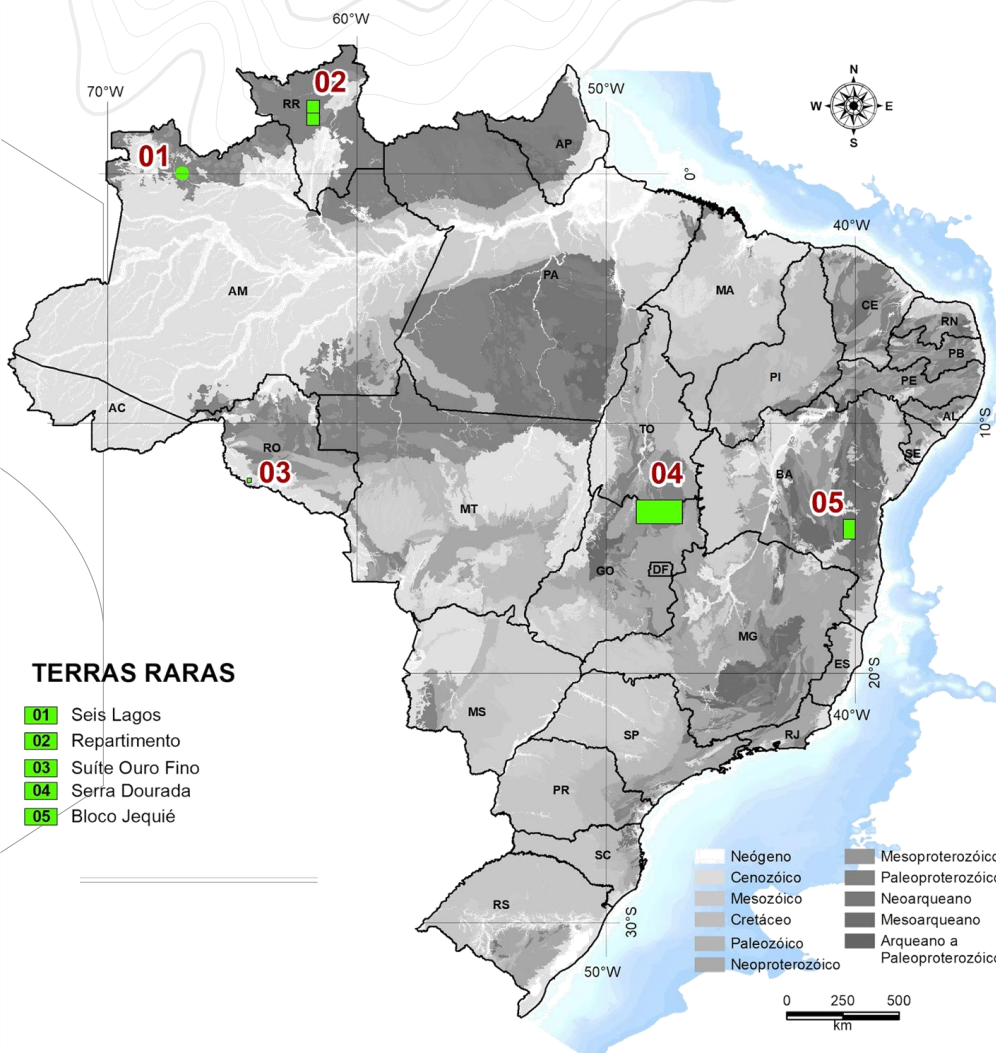 60°W
70°W
50°W
N
W
E
S
02
RR
01
AP
0°
40°W
AM
PA
MA
CE
RN
PB
PI
PE
AC
AL
10°S
TO
SE
RO
03
04
BA
05
MT
GO
DF
MG
ES
20°S
MS
40°W
SP
RJ
PR
SC
RS
30°S
50°W
TERRAS RARAS
01 Seis Lagos
02 Repartimento
03 Suíte Ouro Fino
04 Serra Dourada
05 Bloco Jequié
Neógeno
Cenozóico
Mesozóico
Cretáceo
Paleozóico
Neoproterozóico
Mesoproterozóico
Paleoproterozóico
Neoarqueano
Mesoarqueano
Arqueano a
Paleoproterozóico
0 250 500
km